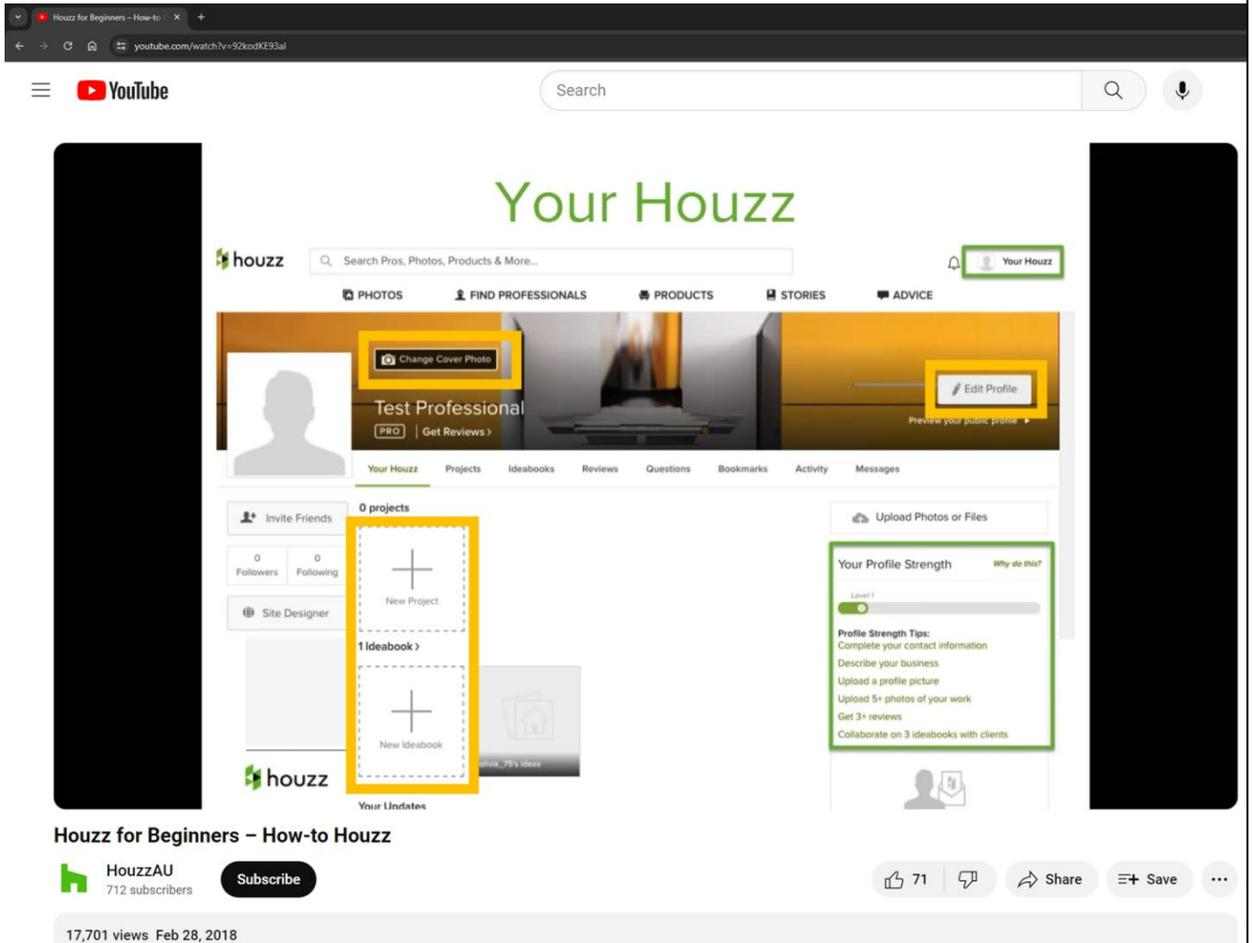 Houzz for Beginners – How-to
youtube.com/watch?v=92kodKE93aI
YouTube
Search
Your Houzz
houzz
Search Pros, Photos, Products & More...
Your Houzz
PHOTOS FIND PROFESSIONALS PRODUCTS STORIES ADVICE
Change Cover Photo
Edit Profile
Test Professional
PRO | Get Reviews >
Preview your public profile
Your Houzz Projects Ideabooks Reviews Questions Bookmarks Activity Messages
Invite Friends
0 projects
Upload Photos or Files
0 0
Followers Following
New Project
Site Designer
Your Profile Strength Why do this?
Level 1
Profile Strength Tips:
Complete your contact information
Describe your business
Upload a profile picture
Upload 5+ photos of your work
Get 3+ reviews
Collaborate on 3 ideabooks with clients
1 Ideabook >
New Ideabook
olivia_75's ideas
houzz
Your Updates
Houzz for Beginners – How-to Houzz
HouzzAU
712 subscribers
Subscribe
71
Share
Save
17,701 views Feb 28, 2018